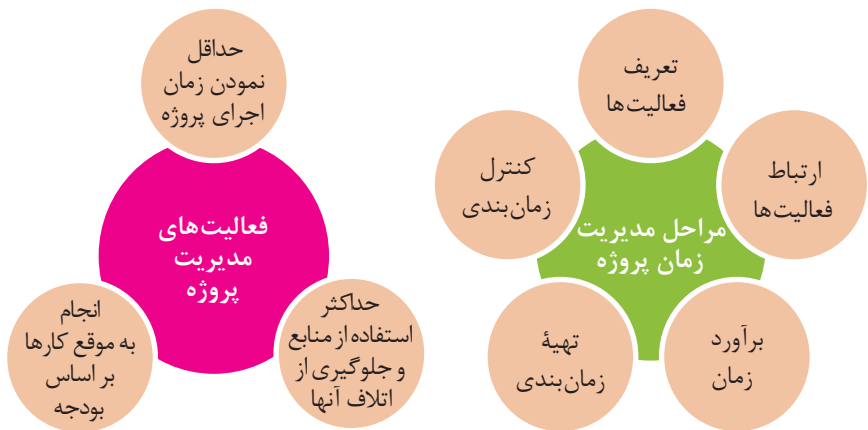 مراحل مدیریت
زمان پروژه
تعریف
فعالیت‌ها
ارتباط
فعالیت‌ها
برآورد
زمان
تهیهٔ
زمان‌بندی
کنترل
زمان‌بندی
فعالیت‌های
مدیریت
پروژه
حداقل
نمودن زمان
اجرای پروژه
حداکثر
استفاده از منابع
و جلوگیری از
اتلاف آنها
انجام
به موقع کارها
بر اساس
بودجه